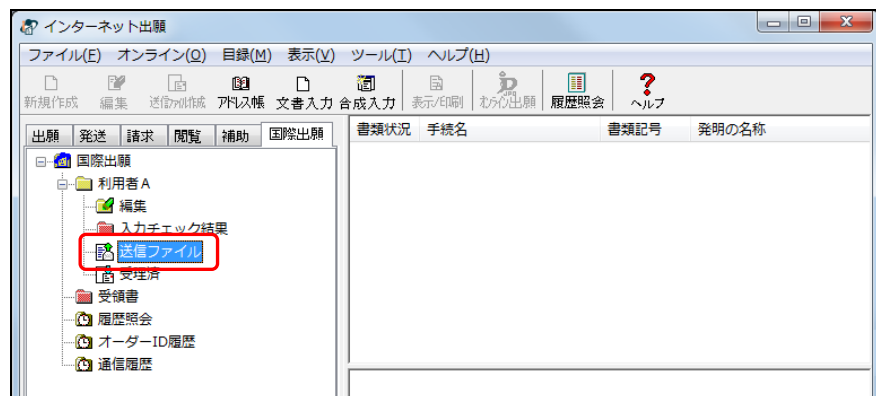 インターネット出願
ファイル(F) オンライン(O) 目録(M) 表示(V) ツール(T) ヘルプ(H)
新規作成 編集 送信ﾌｧｲﾙ作成 ｱﾄﾞﾚｽ帳 文書入力 合成入力 表示/印刷 ｵﾝﾗｲﾝ出願 履歴照会 ヘルプ
出願 発送 請求 閲覧 補助 国際出願
書類状況 手続名 書類記号 発明の名称
国際出願
利用者A
編集
入力チェック結果
送信ファイル
受理済
受領書
履歴照会
オーダーID履歴
通信履歴